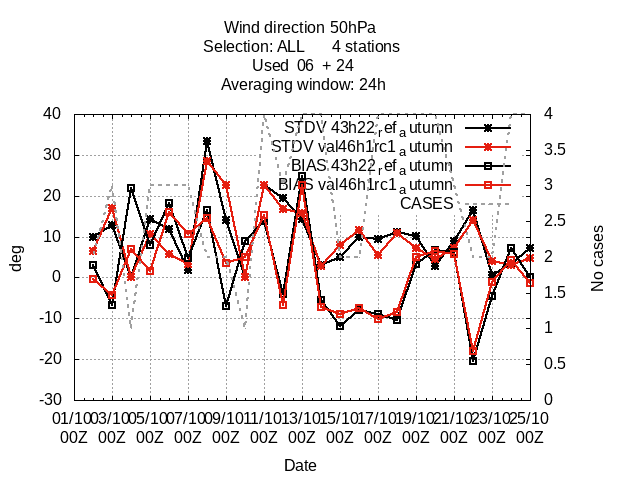 Wind direction 50hPa
Selection: ALL 4 stations
Used 06 + 24
Averaging window: 24h
40 4
30 3.5
20 3
10 2.5
0 2
-10 1.5
-20 1
-30 0.5
0
deg
No cases
STDV 43h22_ref_autumn
STDV val46h1rc1_autumn
BIAS 43h22_ref_autumn
BIAS val46h1rc1_autumn
CASES
01/10 03/10 05/10 07/10 09/10 11/10 13/10 15/10 17/10 19/10 21/10 23/10 25/10
00Z 00Z 00Z 00Z 00Z 00Z 00Z 00Z 00Z 00Z 00Z 00Z 00Z
Date